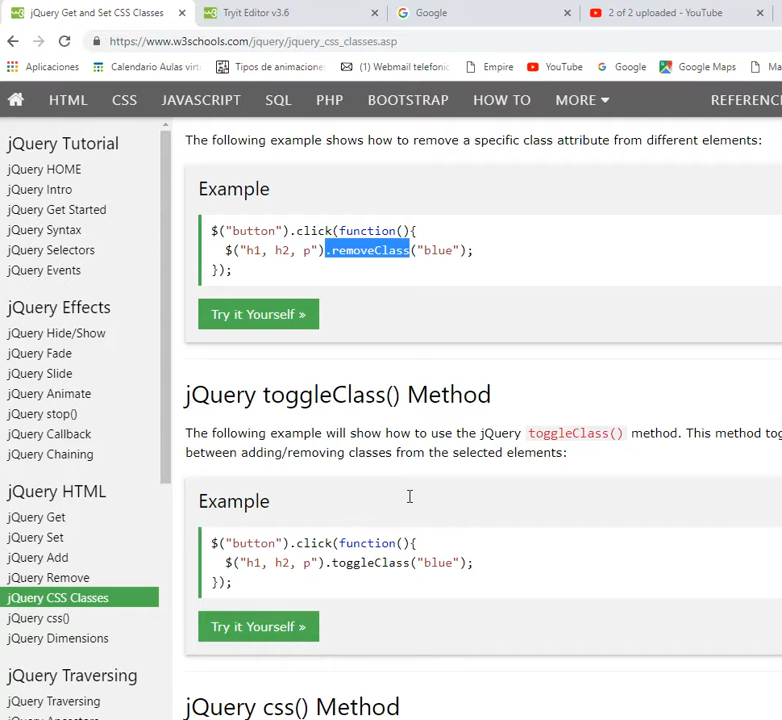 jQuery Get and Set CSS Classes
Tryit Editor v3.6
Google
2 of 2 uploaded - YouTube
https://www.w3schools.com/jquery/jquery_css_classes.asp
Aplicaciones
Calendario Aulas virt
Tipos de animacione
(1) Webmail telefonic
Empire
YouTube
Google
Google Maps
Ma
HTML
CSS
JAVASCRIPT
SQL
PHP
BOOTSTRAP
HOW TO
MORE
REFERENC
jQuery Tutorial
jQuery HOME
jQuery Intro
jQuery Get Started
jQuery Syntax
jQuery Selectors
jQuery Events
jQuery Effects
jQuery Hide/Show
jQuery Fade
jQuery Slide
jQuery Animate
jQuery stop()
jQuery Callback
jQuery Chaining
jQuery HTML
jQuery Get
jQuery Set
jQuery Add
jQuery Remove
jQuery CSS Classes
jQuery css()
jQuery Dimensions
jQuery Traversing
jQuery Traversing
jQuery Ancestors
The following example shows how to remove a specific class attribute from different elements:
Example
$("button").click(function(){
$("h1, h2, p").removeClass("blue");
});
Try it Yourself »
jQuery toggleClass() Method
The following example will show how to use the jQuery toggleClass() method. This method tog
between adding/removing classes from the selected elements:
Example
$("button").click(function(){
$("h1, h2, p").toggleClass("blue");
});
Try it Yourself »
jQuery css() Method